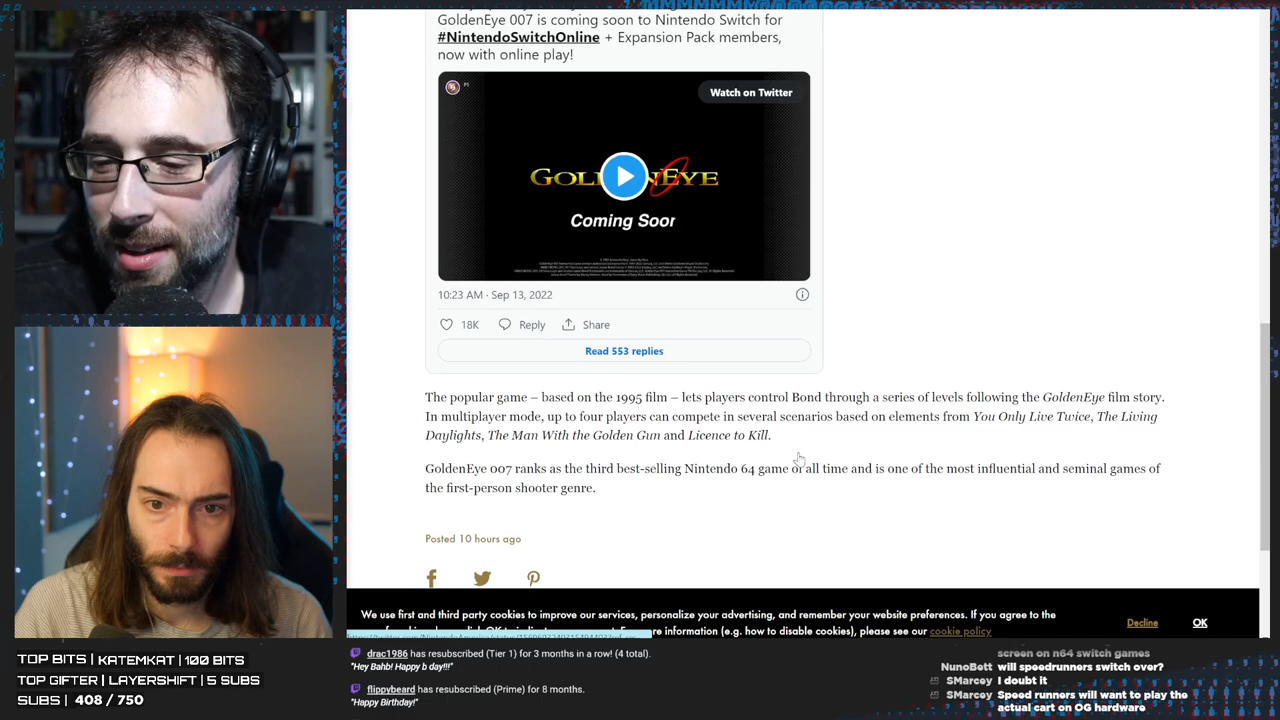 GoldenEye 007 is coming soon to Nintendo Switch for
#NintendoSwitchOnline + Expansion Pack members,
now with online play!
Watch on Twitter
GOLDENEYE
Coming Soon
10:23 AM · Sep 13, 2022
18K Reply Share
Read 553 replies
The popular game – based on the 1995 film – lets players control Bond through a series of levels following the GoldenEye film story.
In multiplayer mode, up to four players can compete in several scenarios based on elements from You Only Live Twice, The Living
Daylights, The Man With the Golden Gun and Licence to Kill.
GoldenEye 007 ranks as the third best-selling Nintendo 64 game of all time and is one of the most influential and seminal games of
the first-person shooter genre.
Posted 10 hours ago
We use first and third party cookies to improve our services, personalize your advertising, and remember your website preferences. If you agree to the
re information (e.g. how to disable cookies), please see our cookie policy
Decline OK
TOP BITS | KATEMKAT | 100 BITS
TOP GIFTER | LAYERSHIFT | 5 SUBS
SUBS | 408 / 750
drac1986 has resubscribed (Tier 1) for 3 months in a row! (4 total).
"Hey Bahb! Happy b day!!!"
flippybeard has resubscribed (Prime) for 8 months.
"Happy Birthday!"
screen on n64 switch games
NunoBett will speedrunners switch over?
SMarcey I doubt it
SMarcey Speed runners will want to play the
actual cart on OG hardware